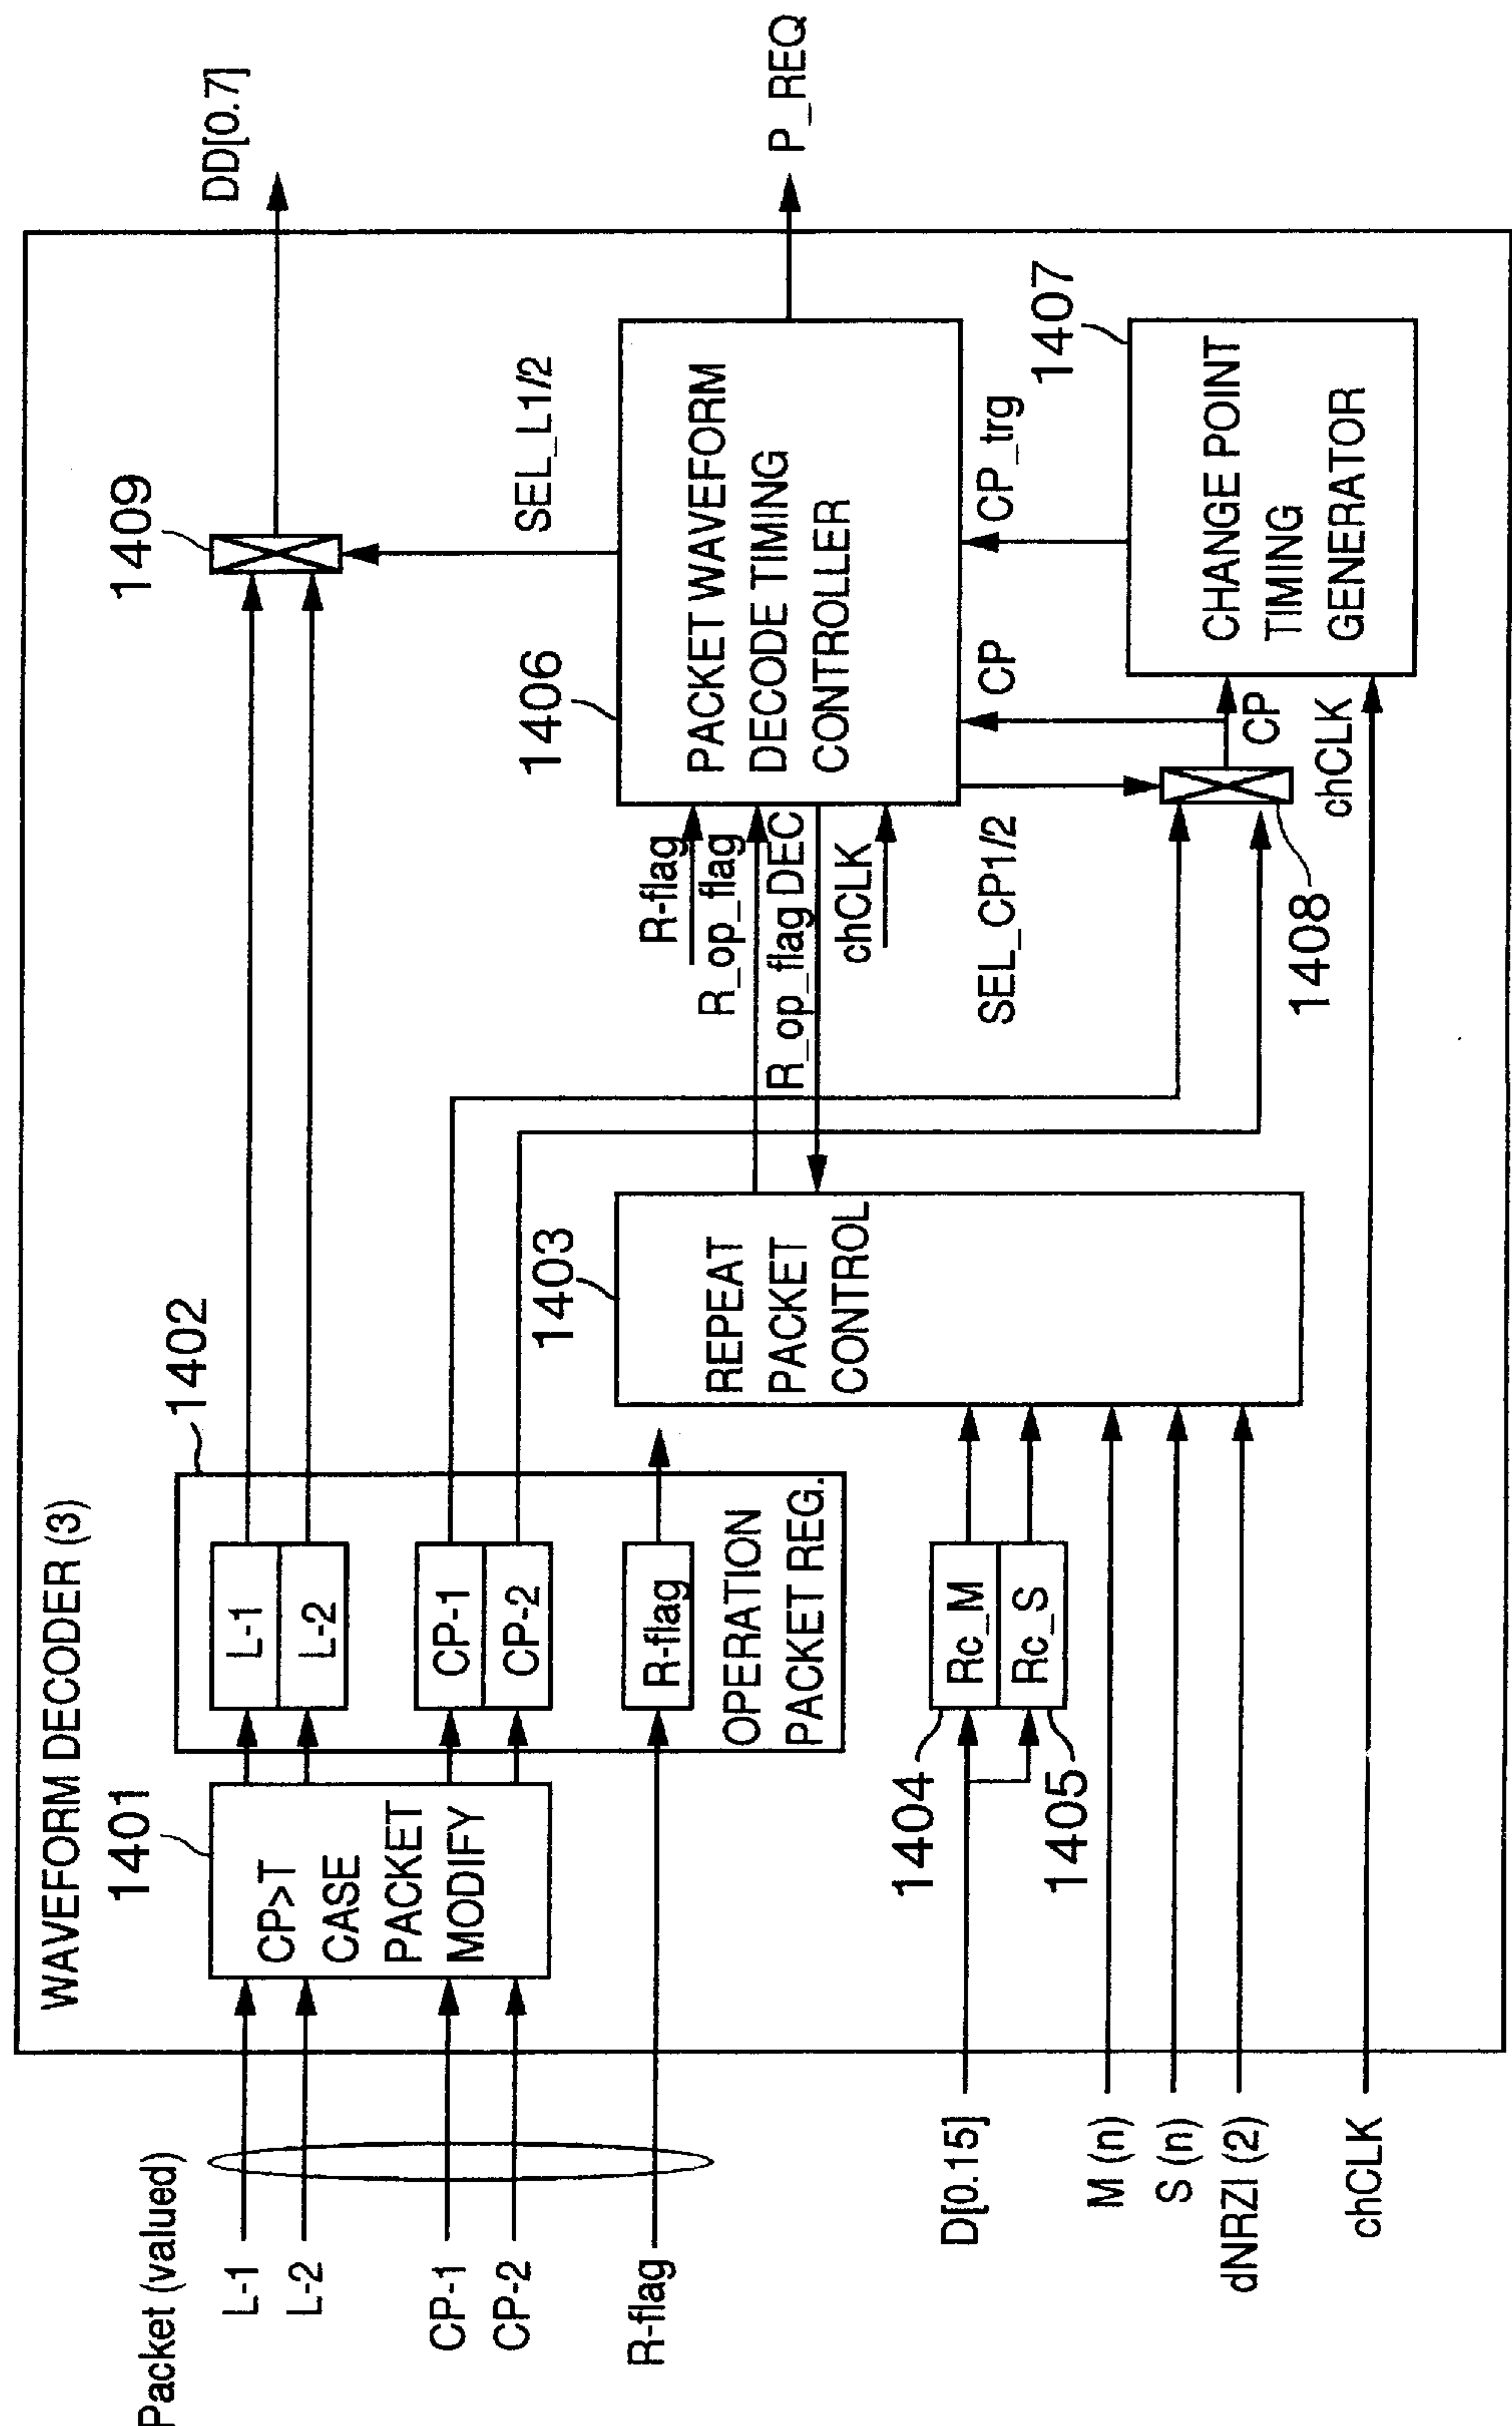 WAVEFORM DECODER (3)
Packet (valued)
L-1
L-2
CP-1
CP-2
R-flag
1401
CP>T
CASE
PACKET
MODIFY
1402
L-1
L-2
CP-1
CP-2
R-flag
OPERATION
PACKET REG.
D[0.15]
M (n)
S (n)
dNRZI (2)
chCLK
1404
1405
Rc_M
Rc_S
1403
REPEAT
PACKET
CONTROL
R-flag
R_op_flag
R_op_flag DEC
chCLK
1406
PACKET WAVEFORM
DECODE TIMING
CONTROLLER
SEL_L1/2
1409
DD[0.7]
P_REQ
SEL_CP1/2
1408
CP
CP
CP_trg
chCLK
1407
CHANGE POINT
TIMING
GENERATOR